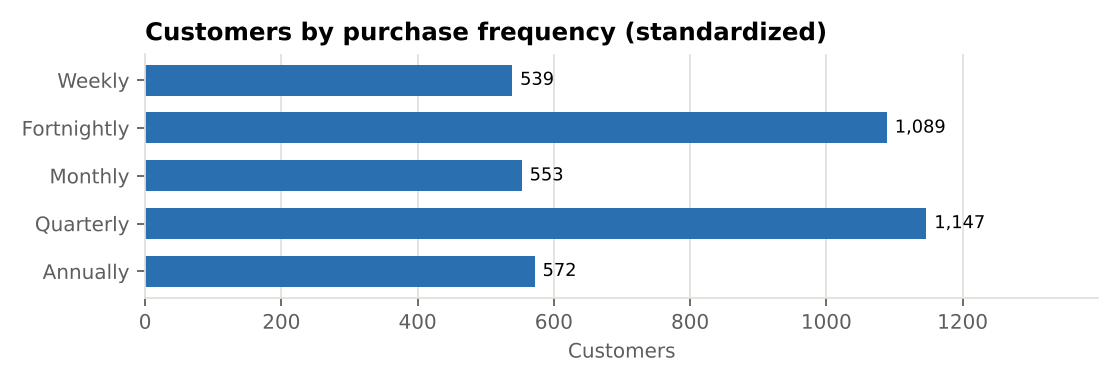 Customers by purchase frequency (standardized)
Weekly 539
Fortnightly 1,089
Monthly 553
Quarterly 1,147
Annually 572
0 200 400 600 800 1000 1200
Customers